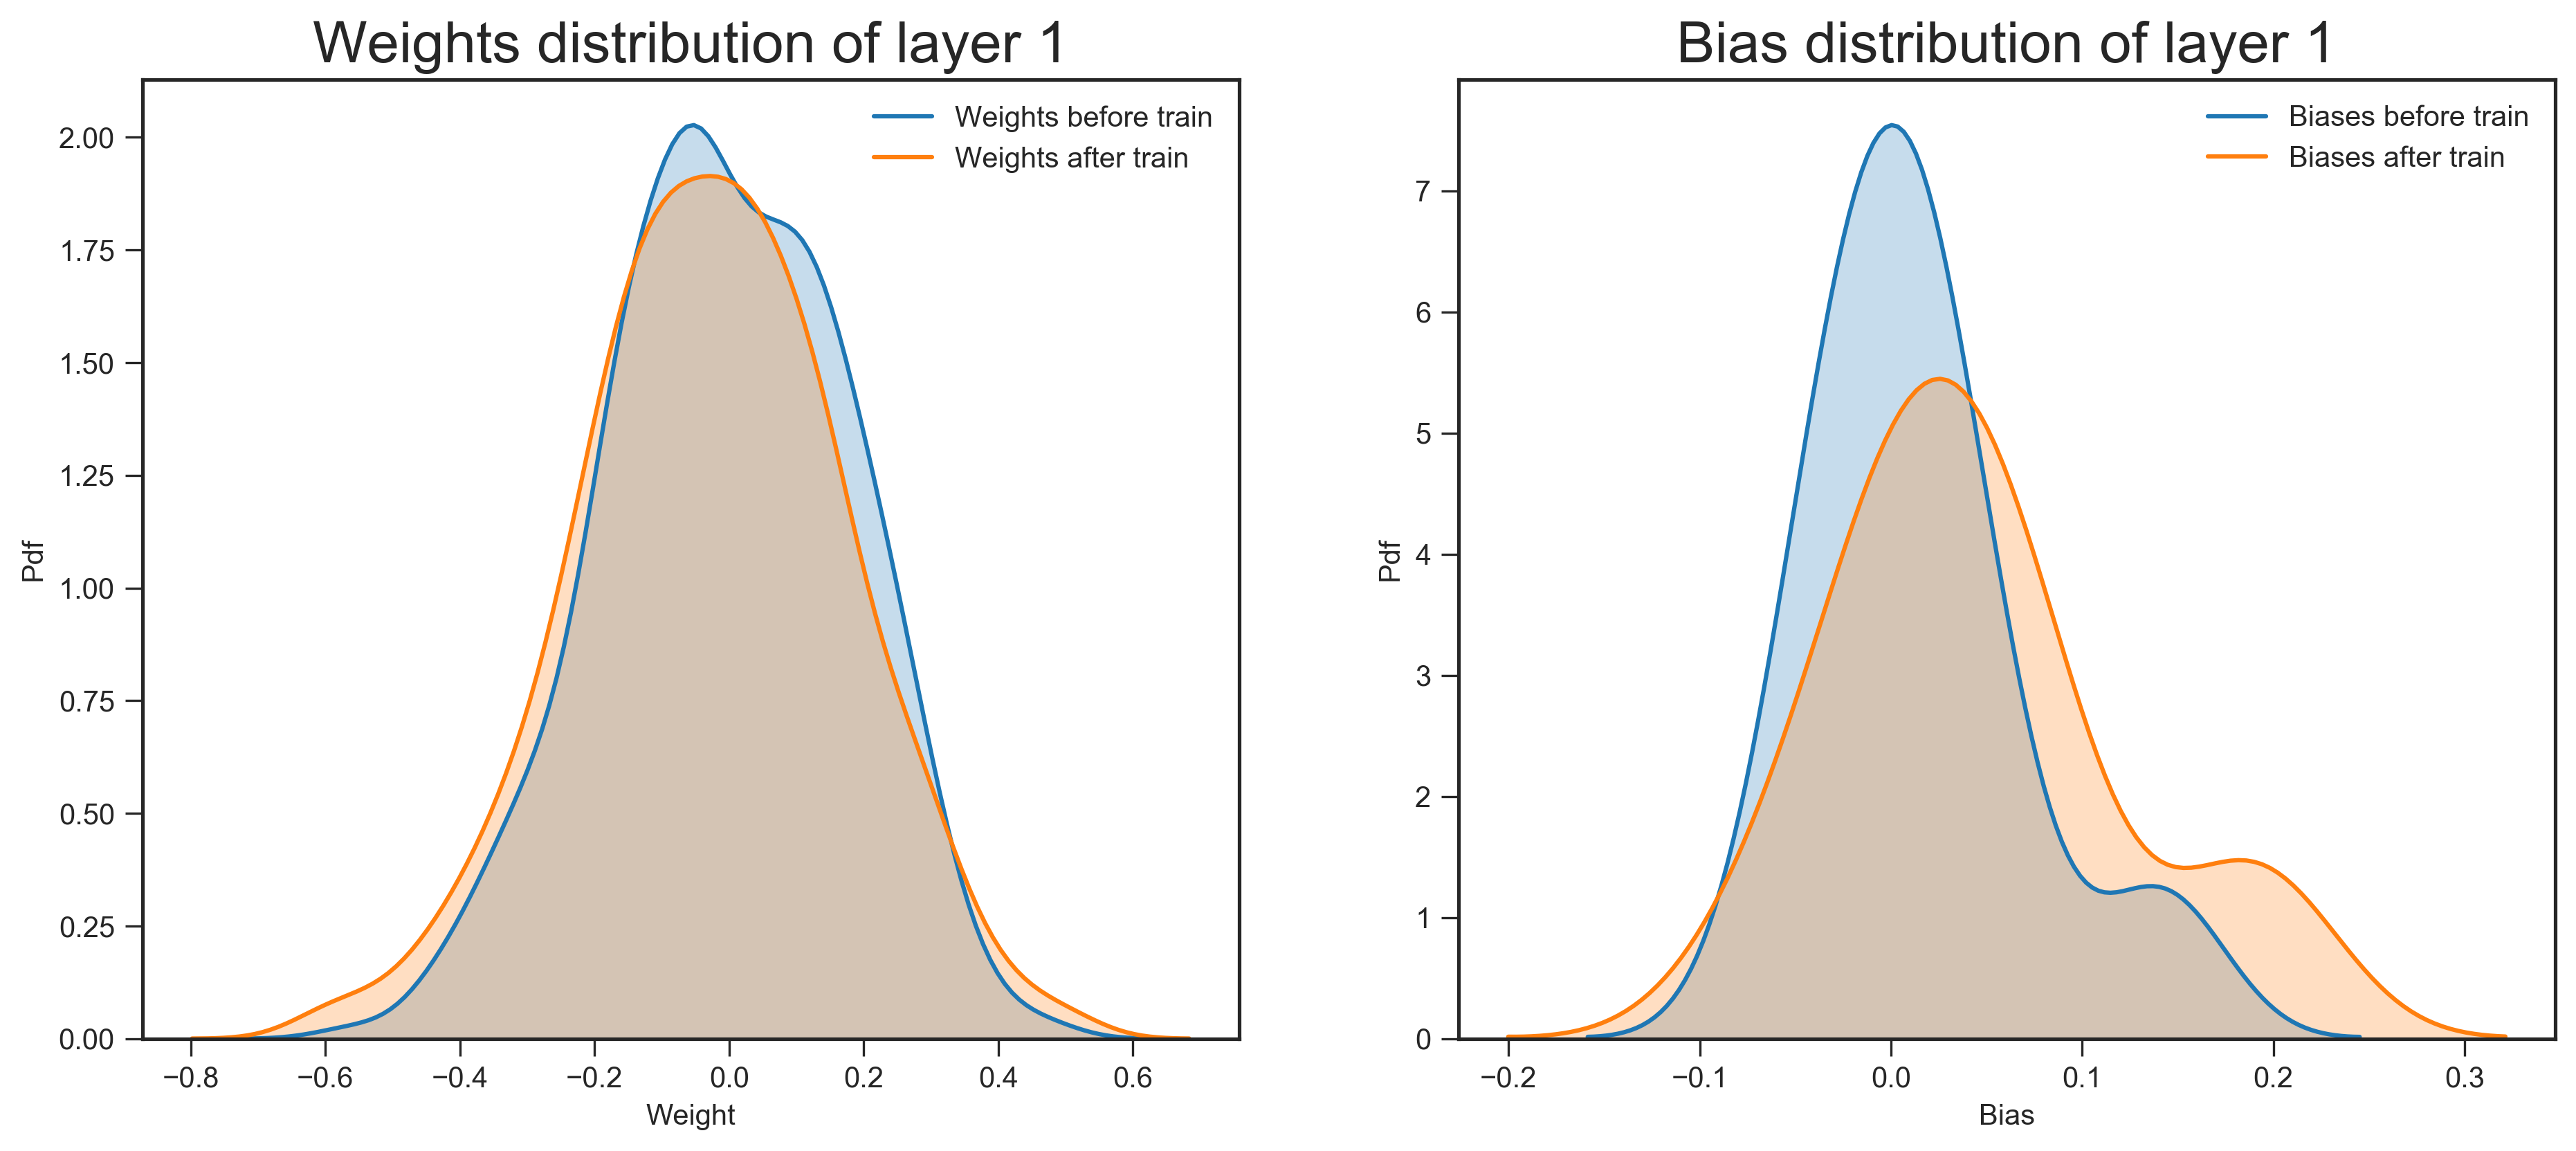 Weights distribution of layer 1
Weights before train
Weights after train
2.00
1.75
1.50
1.25
1.00
0.75
0.50
0.25
0.00
Pdf
−0.8 −0.6 −0.4 −0.2 0.0 0.2 0.4 0.6
Weight
Bias distribution of layer 1
Biases before train
Biases after train
7
6
5
4
3
2
1
0
Pdf
−0.2 −0.1 0.0 0.1 0.2 0.3
Bias